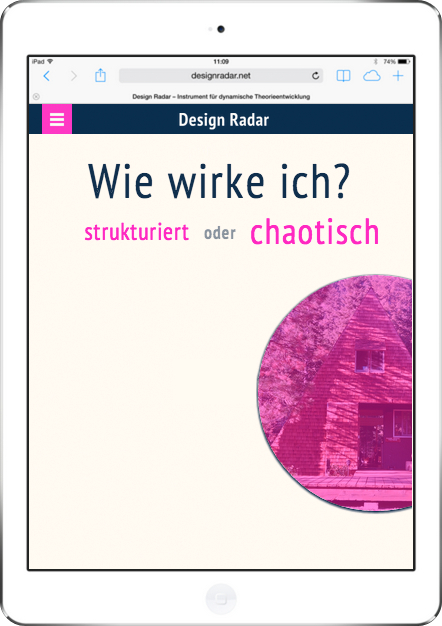 iPad 11:09 74%
designradar.net
Design Radar – Instrument für dynamische Theorieentwicklung
Design Radar
Wie wirke ich?
strukturiert oder chaotisch